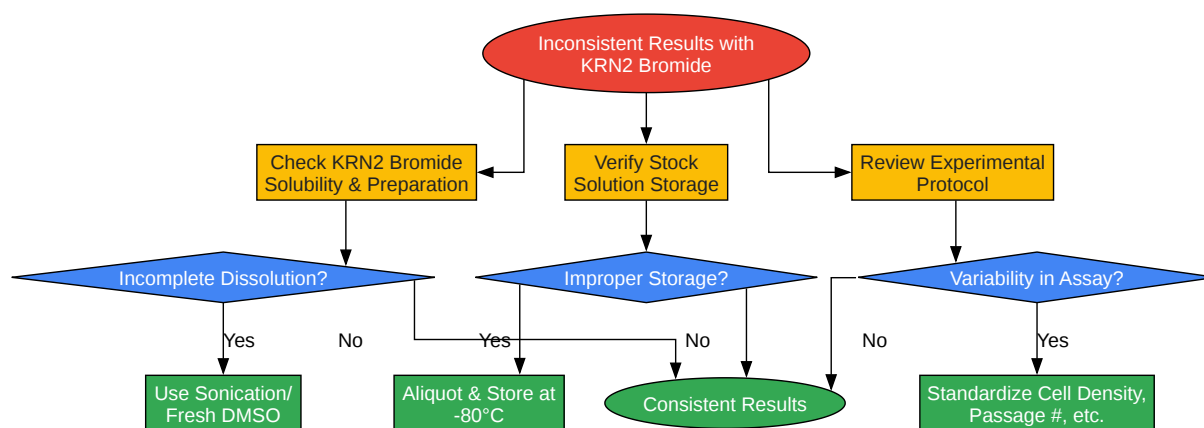 Inconsistent Results with
KRN2 Bromide
Check KRN2 Bromide
Solubility & Preparation
Verify Stock
Solution Storage
Review Experimental
Protocol
Incomplete Dissolution?
Improper Storage?
Variability in Assay?
Yes
No
Yes
No
No
Yes
Use Sonication/
Fresh DMSO
Aliquot & Store at
-80°C
Consistent Results
Standardize Cell Density,
Passage #, etc.